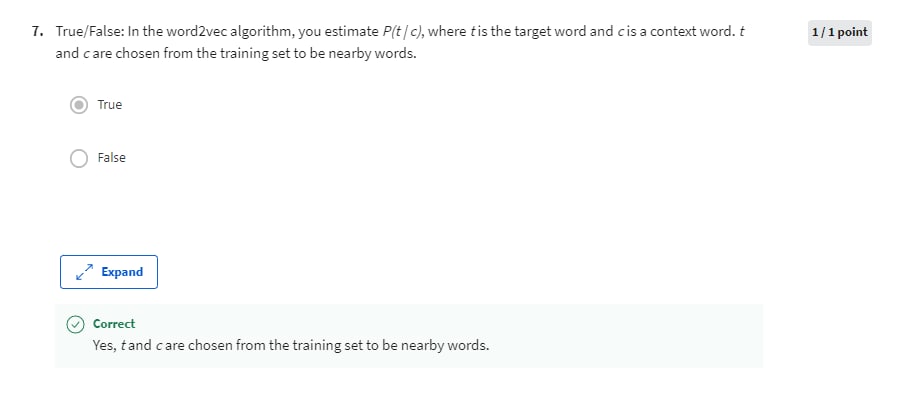 7. True/False: In the word2vec algorithm, you estimate P(t | c), where t is the target word and c is a context word. t
and c are chosen from the training set to be nearby words.
1 / 1 point
True
False
Expand
Correct
Yes, t and c are chosen from the training set to be nearby words.